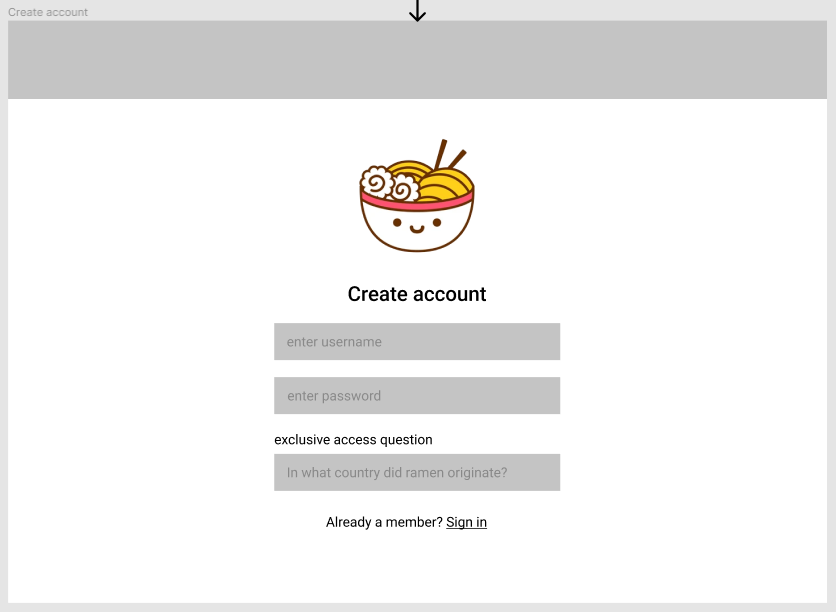 Create account
Create account
enter username
enter password
exclusive access question
In what country did ramen originate?
Already a member? Sign in